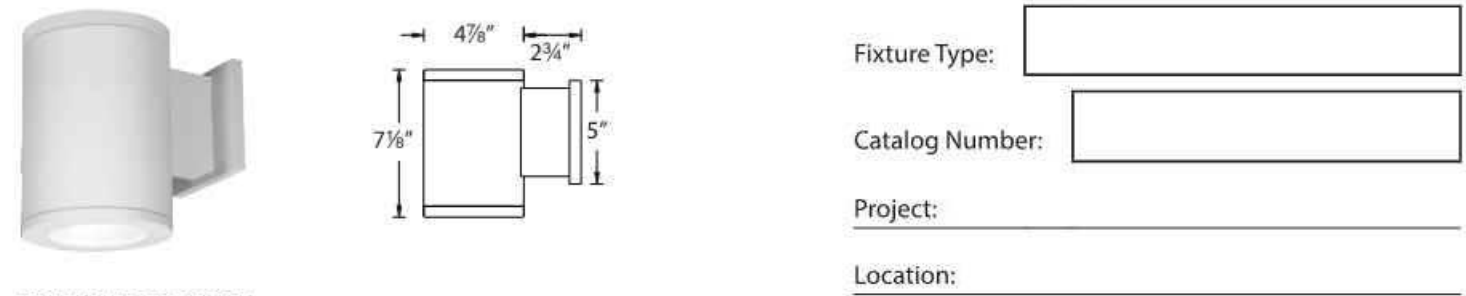 4⅞"
2¾"
7⅛"
5"
Fixture Type:
Catalog Number:
Project:
Location: